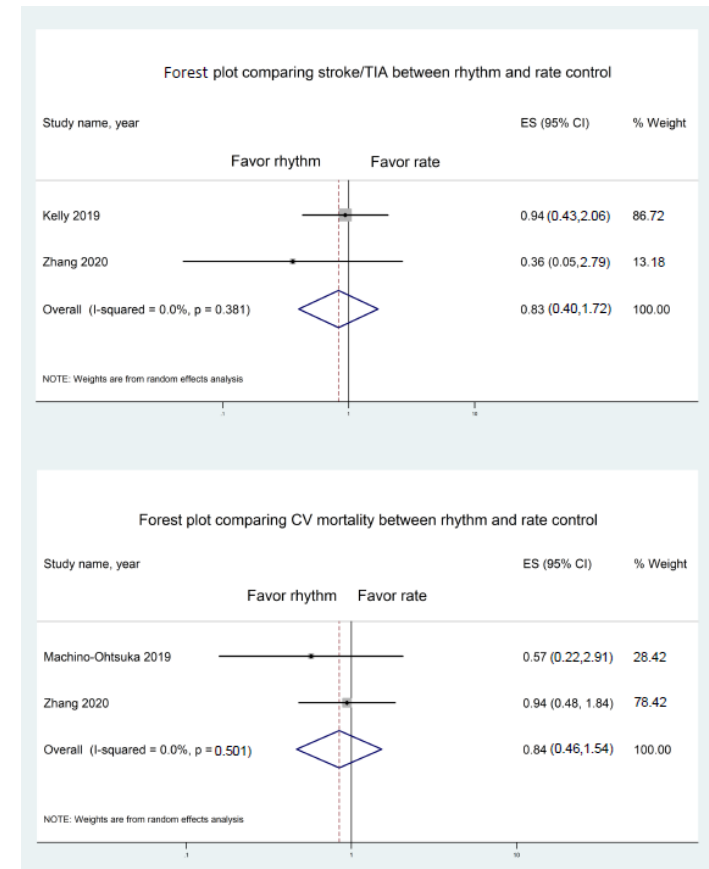 Forest plot comparing stroke/TIA between rhythm and rate control
Study name, year ES (95% CI) % Weight
Favor rhythm Favor rate
Kelly 2019 0.94 (0.43,2.06) 86.72
Zhang 2020 0.36 (0.05,2.79) 13.18
Overall (I-squared = 0.0%, p = 0.381) 0.83 (0.40,1.72) 100.00
NOTE: Weights are from random effects analysis
.1 1 10
Forest plot comparing CV mortality between rhythm and rate control
Study name, year ES (95% CI) % Weight
Favor rhythm Favor rate
Machino-Ohtsuka 2019 0.57 (0.22,2.91) 28.42
Zhang 2020 0.94 (0.48, 1.84) 78.42
Overall (I-squared = 0.0%, p = 0.501) 0.84 (0.46,1.54) 100.00
NOTE: Weights are from random effects analysis
.1 1 10